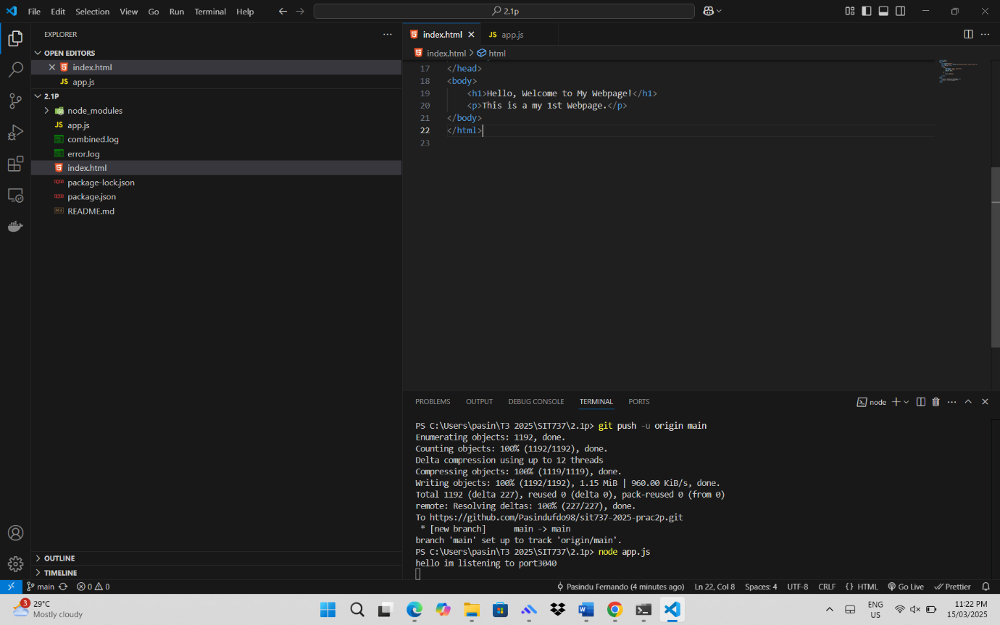 File Edit Selection View Go Run Terminal Help
2.1p
EXPLORER
OPEN EDITORS
index.html
JS app.js
2.1P
node_modules
JS app.js
combined.log
error.log
index.html
package-lock.json
package.json
README.md
OUTLINE
TIMELINE
index.html
JS app.js
index.html > html
17 </head>
18 <body>
19 <h1>Hello, Welcome to My Webpage!</h1>
20 <p>This is a my 1st Webpage.</p>
21 </body>
22 </html>
23
PROBLEMS OUTPUT DEBUG CONSOLE TERMINAL PORTS
node
PS C:\Users\pasin\T3 2025\SIT737\2.1p> git push -u origin main
Enumerating objects: 1192, done.
Counting objects: 100% (1192/1192), done.
Delta compression using up to 12 threads
Compressing objects: 100% (1119/1119), done.
Writing objects: 100% (1192/1192), 1.15 MiB | 960.00 KiB/s, done.
Total 1192 (delta 227), reused 0 (delta 0), pack-reused 0 (from 0)
remote: Resolving deltas: 100% (227/227), done.
To https://github.com/Pasindufdo98/sit737-2025-prac2p.git
* [new branch] main -> main
branch 'main' set up to track 'origin/main'.
PS C:\Users\pasin\T3 2025\SIT737\2.1p> node app.js
hello im listening to port3040
main 0 0 Pasindu Fernando (4 minutes ago) Ln 22, Col 8 Spaces: 4 UTF-8 CRLF {} HTML Go Live Prettier
3
29°C
Mostly cloudy
ENG
US
11:22 PM
15/03/2025